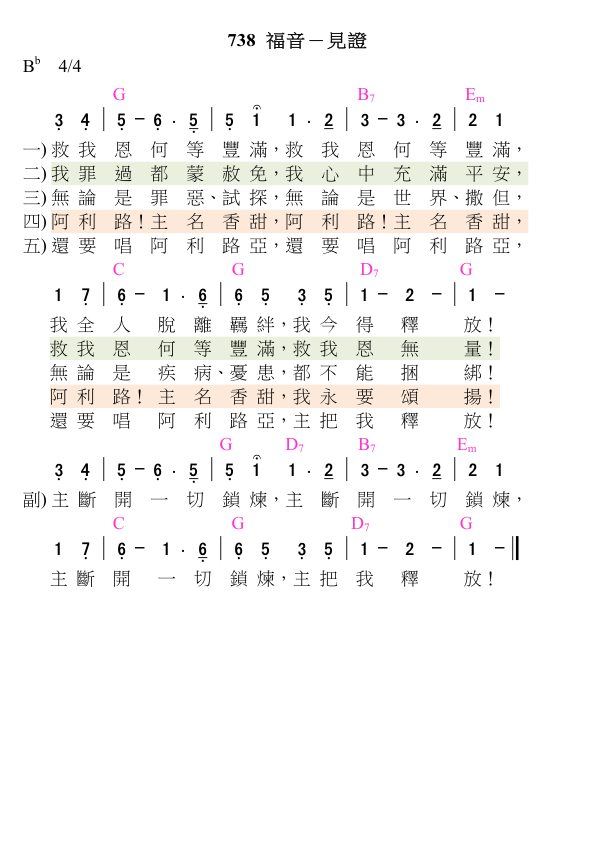 738 福音－見證
B♭ 4/4
G B7 Em
3 4 | 5 － 6 . 5 | 5 1 1 . 2 | 3 － 3 . 2 | 2 1
一) 救我恩何等豐滿，救我恩何等豐滿，
二) 我罪過都蒙赦免，我心中充滿平安，
三) 無論是罪惡、試探，無論是世界、撒但，
四) 阿利路！主名香甜，阿利路！主名香甜，
五) 還要唱阿利路亞，還要唱阿利路亞，
C G D7 G
1 7 | 6 － 1 . 6 | 6 5 3 5 | 1 － 2 － | 1 －
我全人脫離羈絆，我今得釋放！
救我恩何等豐滿，救我恩無量！
無論是疾病、憂患，都不能捆綁！
阿利路！主名香甜，我永要頌揚！
還要唱阿利路亞，主把我釋放！
G D7 B7 Em
3 4 | 5 － 6 . 5 | 5 1 1 . 2 | 3 － 3 . 2 | 2 1
副) 主斷開一切鎖煉，主斷開一切鎖煉，
C G D7 G
1 7 | 6 － 1 . 6 | 6 5 3 5 | 1 － 2 － | 1 － ‖
主斷開一切鎖煉，主把我釋放！